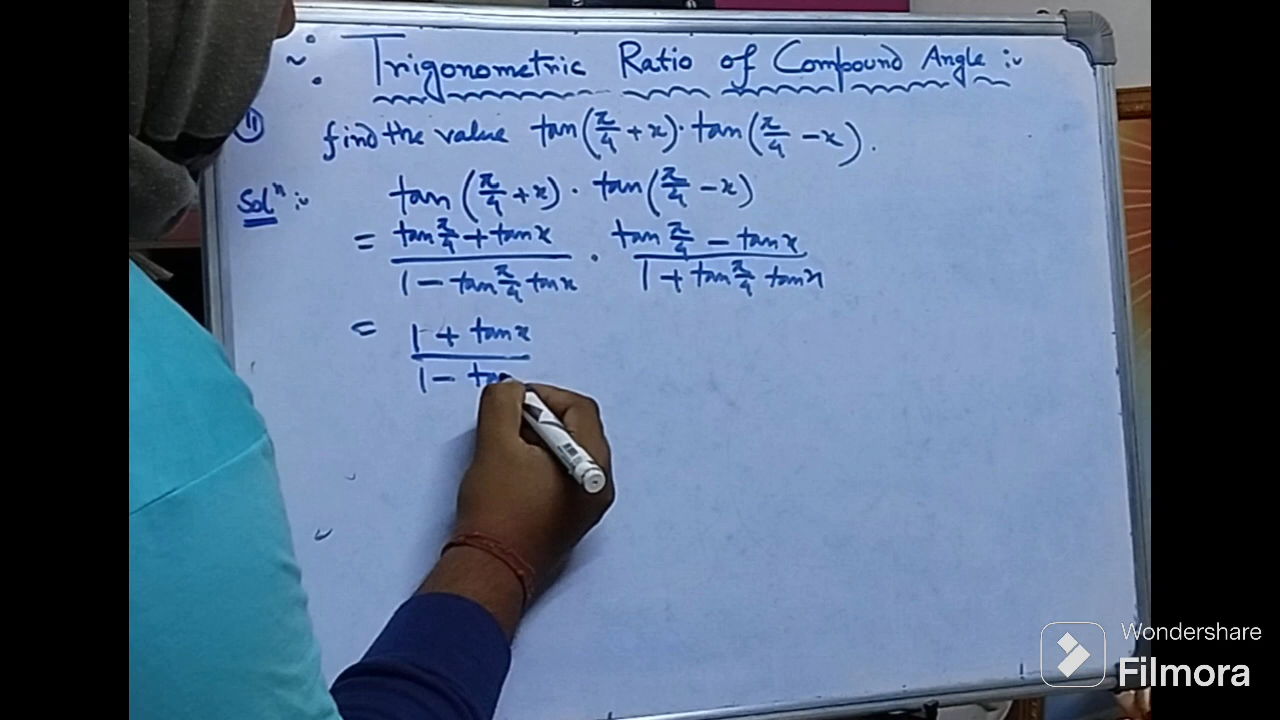 Trigonometric Ratio of Compound Angle :-
11 find the value tan(π/4 + x) · tan(π/4 - x).
Solⁿ :- tan(π/4 + x) · tan(π/4 - x)
= (tan π/4 + tan x)/(1 - tan π/4 tan x) · (tan π/4 - tan x)/(1 + tan π/4 tan x)
= (1 + tan x)/(1 - ta
Wondershare
Filmora